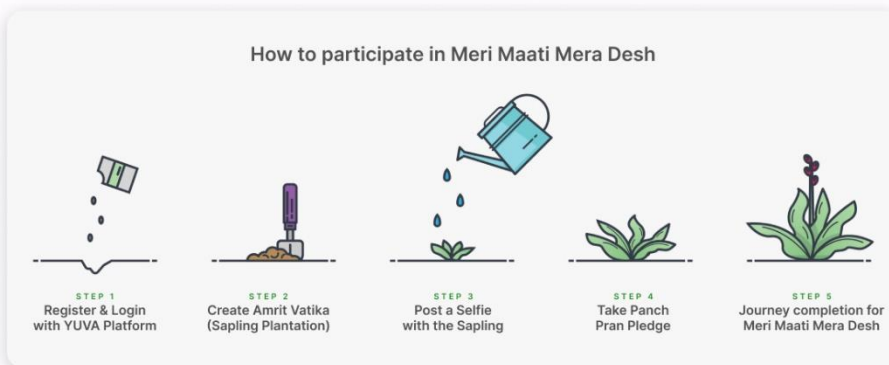 How to participate in Meri Maati Mera Desh
STEP 1
Register & Login
with YUVA Platform
STEP 2
Create Amrit Vatika
(Sapling Plantation)
STEP 3
Post a Selfie
with the Sapling
STEP 4
Take Panch
Pran Pledge
STEP 5
Journey completion for
Meri Maati Mera Desh